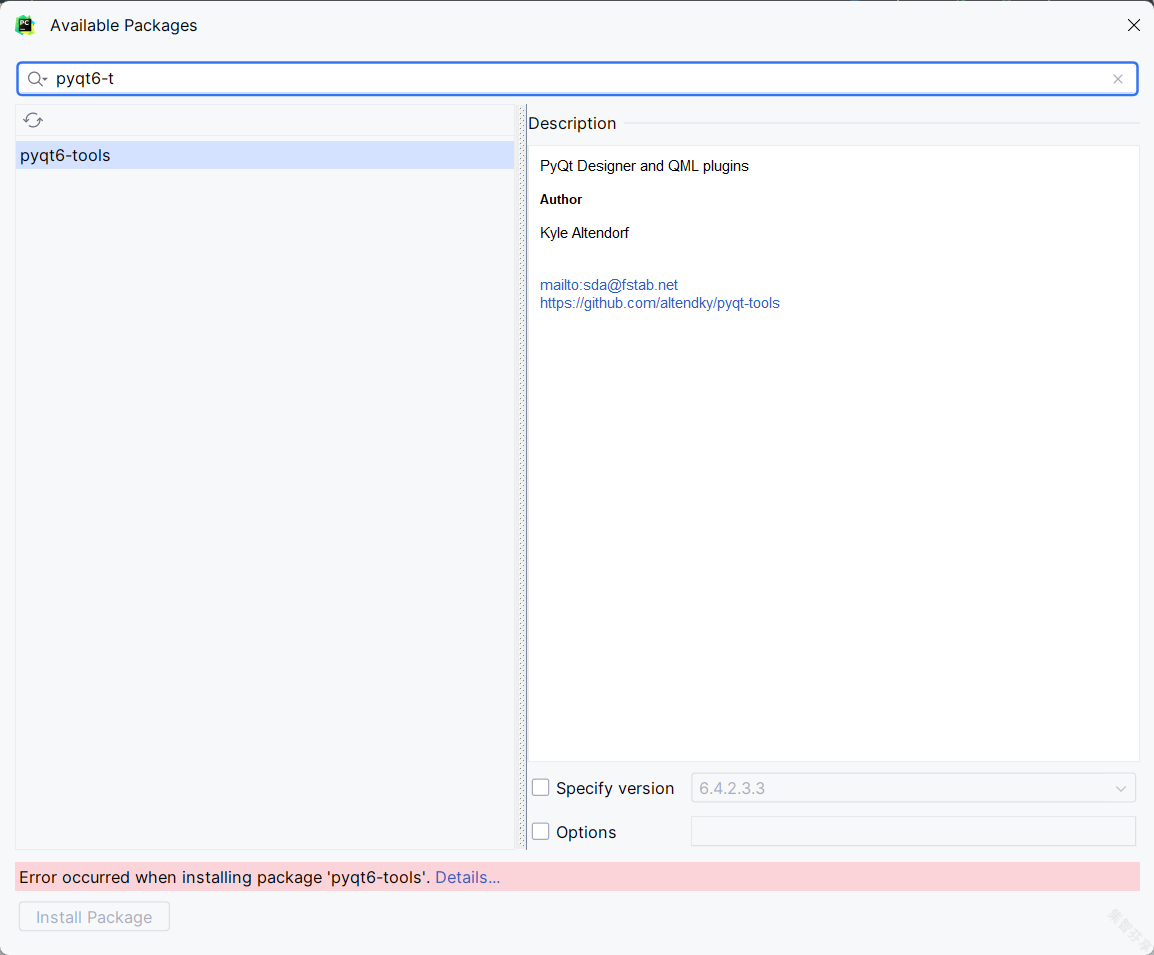 Available Packages
pyqt6-t
pyqt6-tools
Description
PyQt Designer and QML plugins
Author
Kyle Altendorf
mailto:sda@fstab.net
https://github.com/altendky/pyqt-tools
Specify version
6.4.2.3.3
Options
Error occurred when installing package 'pyqt6-tools'. Details...
Install Package